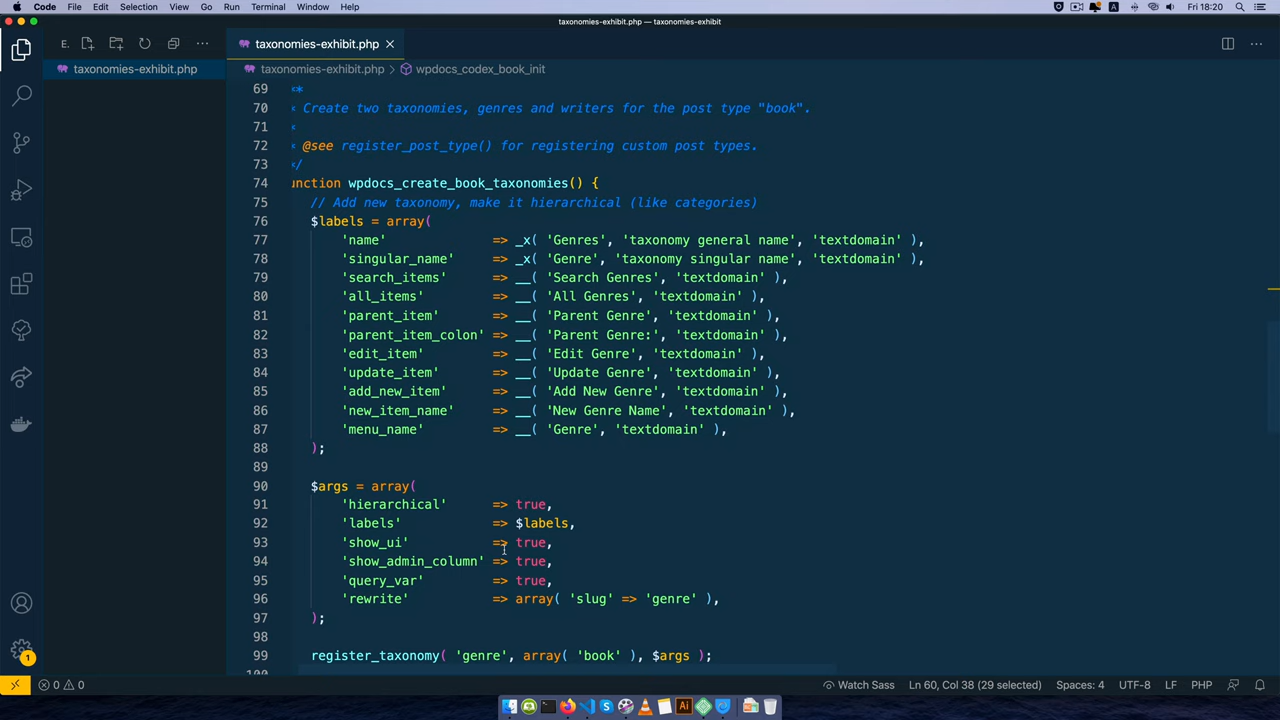 Code File Edit Selection View Go Run Terminal Window Help
Fri 18:20
taxonomies-exhibit.php — taxonomies-exhibit
E.
taxonomies-exhibit.php
taxonomies-exhibit.php
taxonomies-exhibit.php > wpdocs_codex_book_init
69 **
70 * Create two taxonomies, genres and writers for the post type "book".
71 *
72 * @see register_post_type() for registering custom post types.
73 */
74 unction wpdocs_create_book_taxonomies() {
75 // Add new taxonomy, make it hierarchical (like categories)
76 $labels = array(
77 'name' => _x( 'Genres', 'taxonomy general name', 'textdomain' ),
78 'singular_name' => _x( 'Genre', 'taxonomy singular name', 'textdomain' ),
79 'search_items' => __( 'Search Genres', 'textdomain' ),
80 'all_items' => __( 'All Genres', 'textdomain' ),
81 'parent_item' => __( 'Parent Genre', 'textdomain' ),
82 'parent_item_colon' => __( 'Parent Genre:', 'textdomain' ),
83 'edit_item' => __( 'Edit Genre', 'textdomain' ),
84 'update_item' => __( 'Update Genre', 'textdomain' ),
85 'add_new_item' => __( 'Add New Genre', 'textdomain' ),
86 'new_item_name' => __( 'New Genre Name', 'textdomain' ),
87 'menu_name' => __( 'Genre', 'textdomain' ),
88 );
89
90 $args = array(
91 'hierarchical' => true,
92 'labels' => $labels,
93 'show_ui' => true,
94 'show_admin_column' => true,
95 'query_var' => true,
96 'rewrite' => array( 'slug' => 'genre' ),
97 );
98
99 register_taxonomy( 'genre', array( 'book' ), $args );
100
1
0 0
Watch Sass Ln 60, Col 38 (29 selected) Spaces: 4 UTF-8 LF PHP
Ai